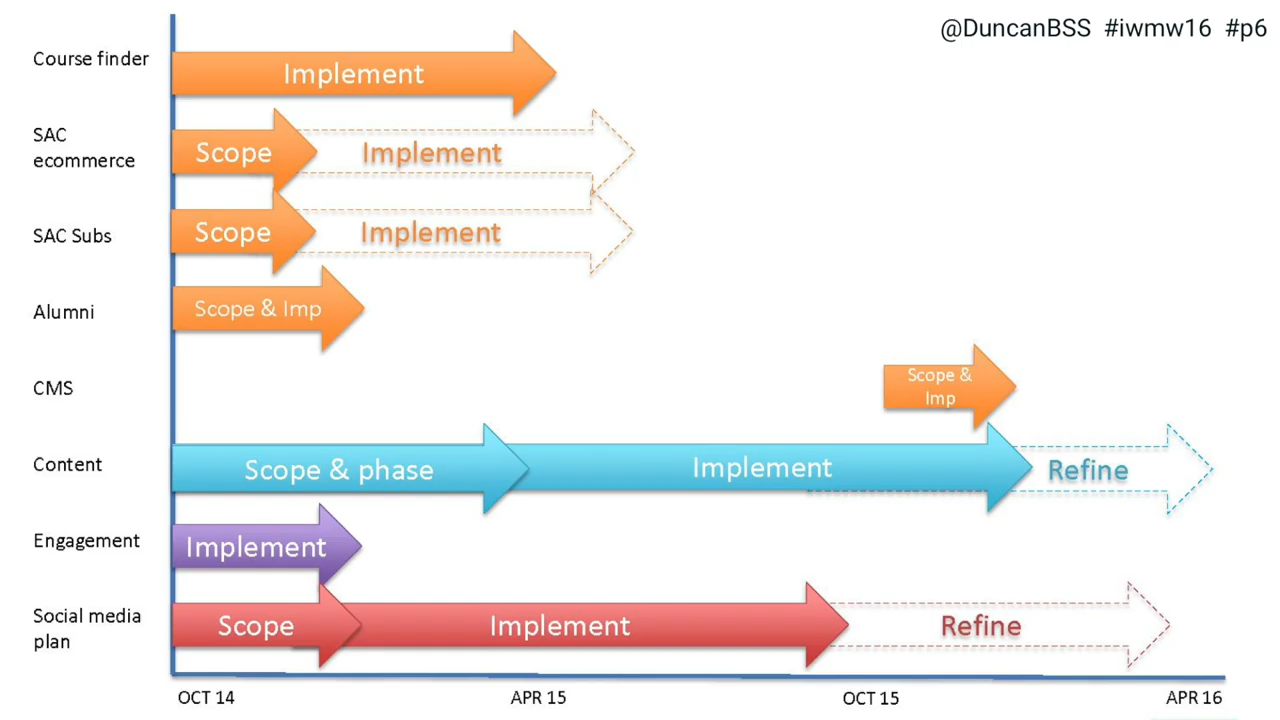 @DuncanBSS #iwmw16 #p6
Course finder
Implement
SAC
ecommerce
Scope
Implement
SAC Subs
Scope
Implement
Alumni
Scope & Imp
CMS
Scope &
Imp
Content
Scope & phase
Implement
Refine
Engagement
Implement
Social media
plan
Scope
Implement
Refine
OCT 14
APR 15
OCT 15
APR 16